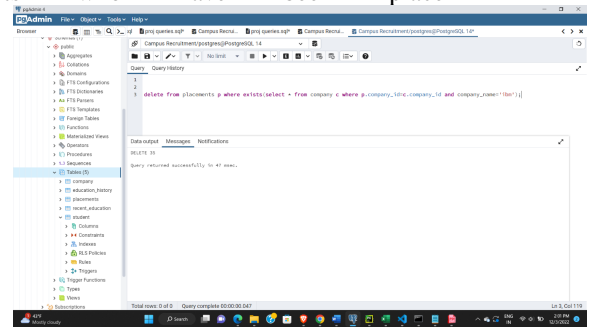 pgAdmin 4
pgAdmin File Object Tools Help
Browser
sql proj queries.sql* Campus Recrui... proj queries.sql* Campus Recrui... Campus Recruitment/postgres@PostgreSQL 14*
public
Aggregates
Collations
Domains
FTS Configurations
FTS Dictionaries
FTS Parsers
FTS Templates
Foreign Tables
Functions
Materialized Views
Operators
Procedures
1..3 Sequences
Tables (5)
company
education_history
placements
recent_education
student
Columns
Constraints
Indexes
RLS Policies
Rules
Triggers
Trigger Functions
Types
Views
Subscriptions
Campus Recruitment/postgres@PostgreSQL 14
No limit
Query Query History
1
2
3 delete from placements p where exists(select * from company c where p.company_id=c.company_id and company_name='Ibm');
Data output Messages Notifications
Query returned successfully in 47 msec.
Total rows: 0 of 0 Query complete 00:00:00.047 Ln 3, Col 119
43°F
Mostly cloudy
Search
ENG
IN
2:01 PM
12/3/2022